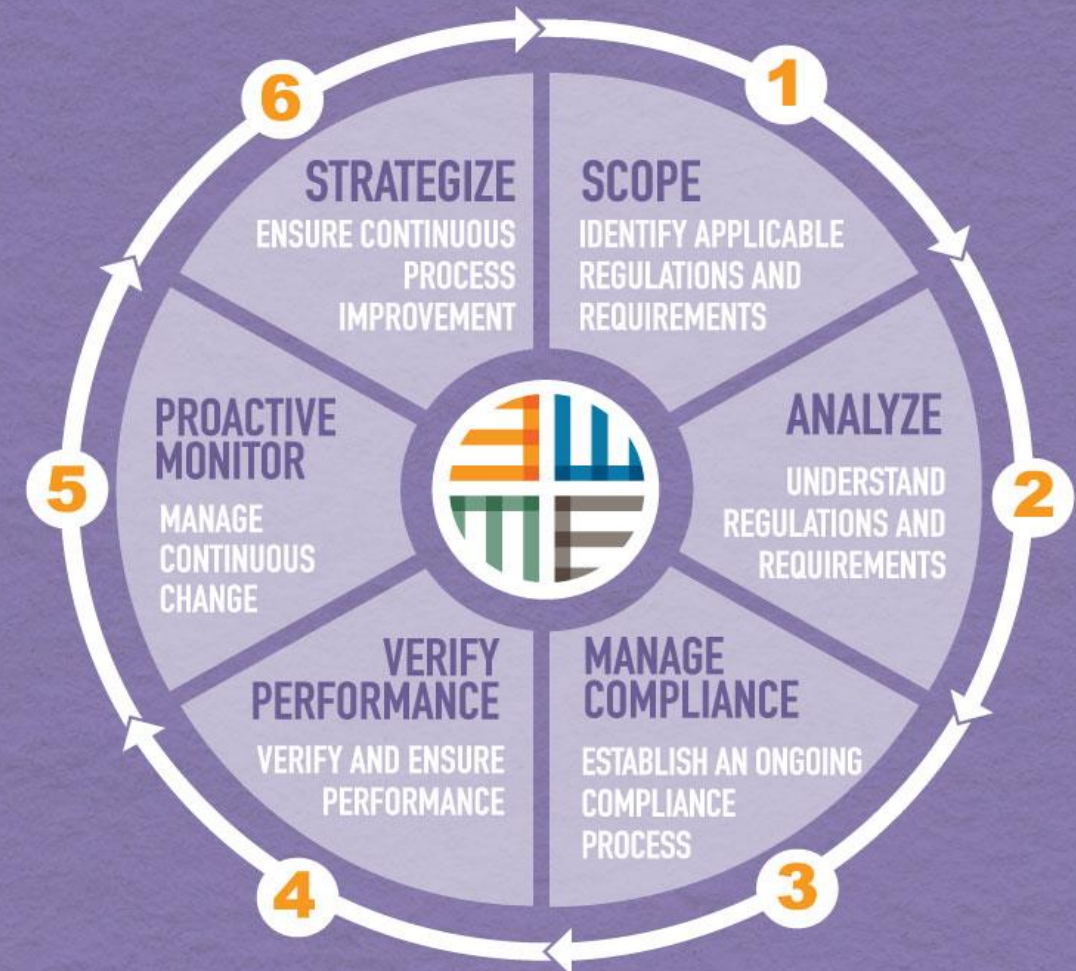 1
SCOPE
IDENTIFY APPLICABLE
REGULATIONS AND
REQUIREMENTS
2
ANALYZE
UNDERSTAND
REGULATIONS AND
REQUIREMENTS
3
MANAGE
COMPLIANCE
ESTABLISH AN ONGOING
COMPLIANCE
PROCESS
4
VERIFY
PERFORMANCE
VERIFY AND ENSURE
PERFORMANCE
5
PROACTIVE
MONITOR
MANAGE
CONTINUOUS
CHANGE
6
STRATEGIZE
ENSURE CONTINUOUS
PROCESS
IMPROVEMENT